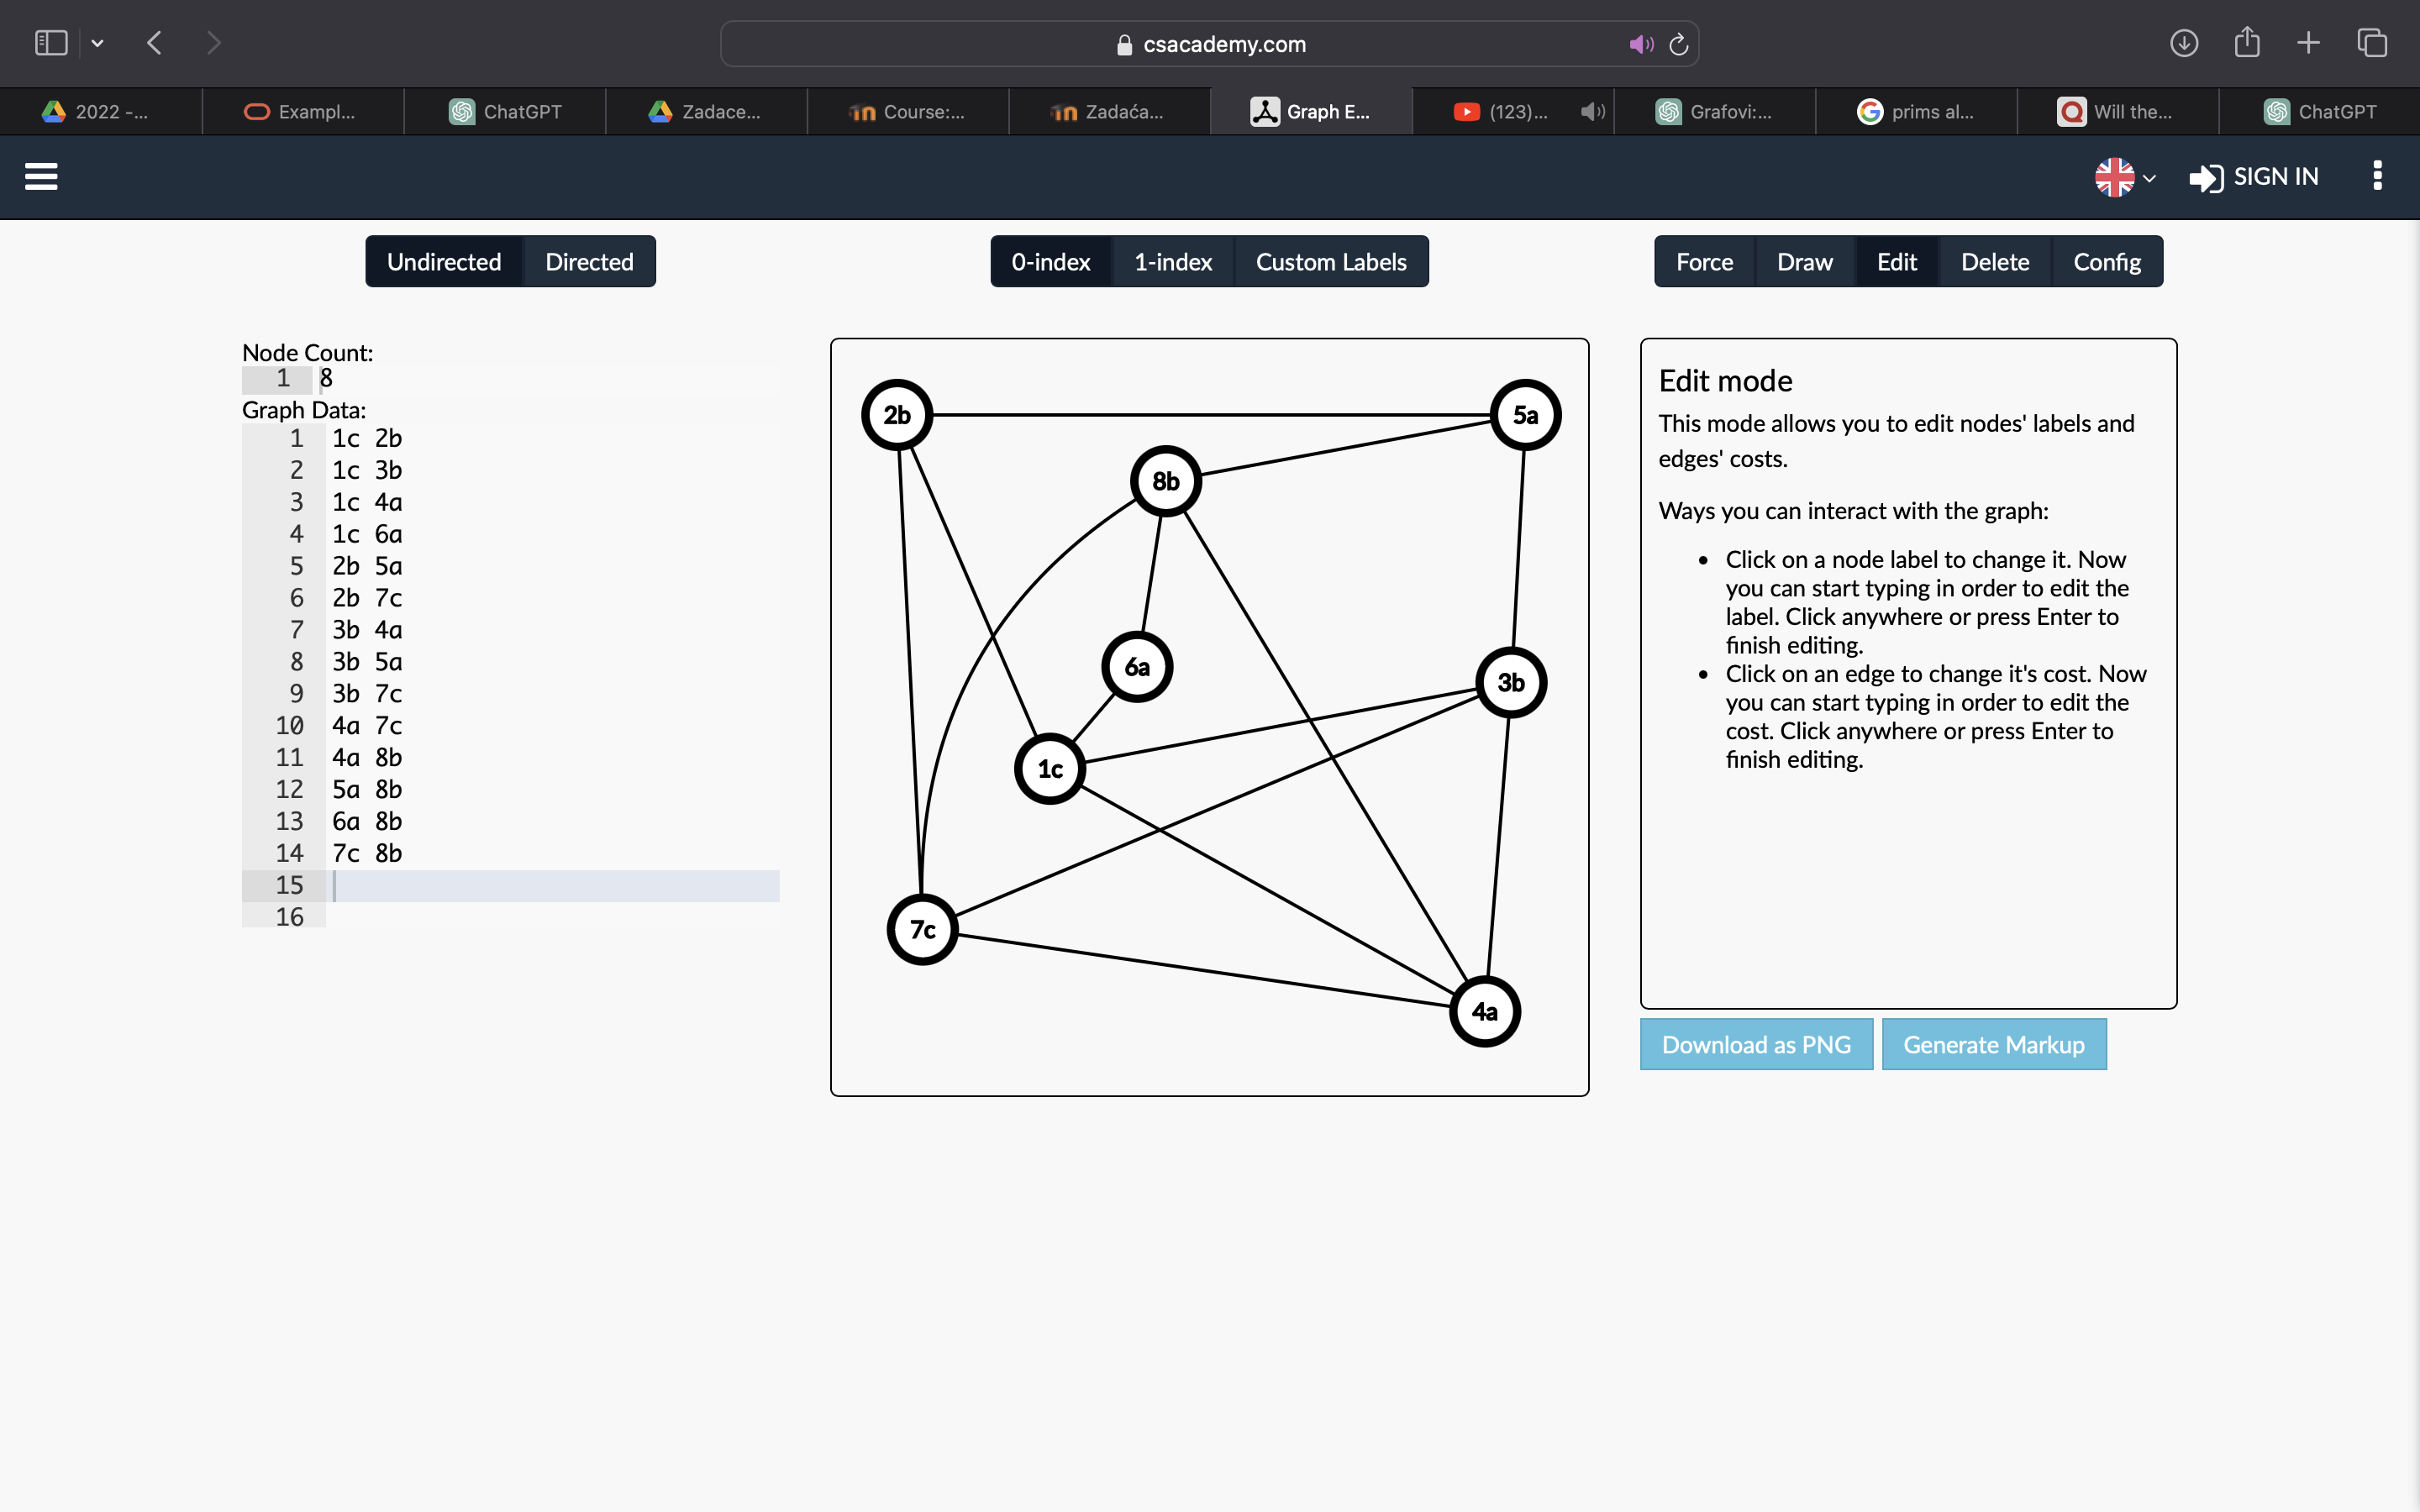 csacademy.com
2022 -...
Exampl...
ChatGPT
Zadace...
Course:...
Zadaća...
Graph E...
(123)...
Grafovi:...
prims al...
Will the...
ChatGPT
SIGN IN
Undirected Directed
0-index 1-index Custom Labels
Force Draw Edit Delete Config
Node Count:
1 8
Graph Data:
1 1c 2b
2 1c 3b
3 1c 4a
4 1c 6a
5 2b 5a
6 2b 7c
7 3b 4a
8 3b 5a
9 3b 7c
10 4a 7c
11 4a 8b
12 5a 8b
13 6a 8b
14 7c 8b
15
16
2b
5a
8b
6a
3b
1c
7c
4a
Edit mode
This mode allows you to edit nodes' labels and
edges' costs.
Ways you can interact with the graph:
• Click on a node label to change it. Now
you can start typing in order to edit the
label. Click anywhere or press Enter to
finish editing.
• Click on an edge to change it's cost. Now
you can start typing in order to edit the
cost. Click anywhere or press Enter to
finish editing.
Download as PNG Generate Markup